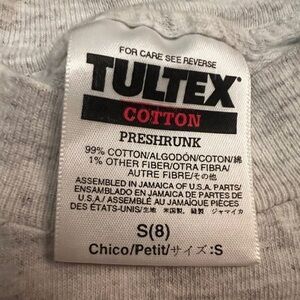 FOR CARE SEE REVERSE
TULTEX®
COTTON
PRESHRUNK
99% COTTON/ALGODÓN/COTON/綿
1% OTHER FIBER/OTRA FIBRA/
AUTRE FIBRE/その他
ASSEMBLED IN JAMAICA OF U.S.A. PARTS/
ENSAMBLADO EN JAMAICA DE PARTES DE
U.S.A./ ASSEMBLÉ AU JAMAÏQUE PIÈCES
DES ÉTATS-UNIS/生地 米国製, 縫製 ジャマイカ
S(8)
Chico/Petit/サイズ:S